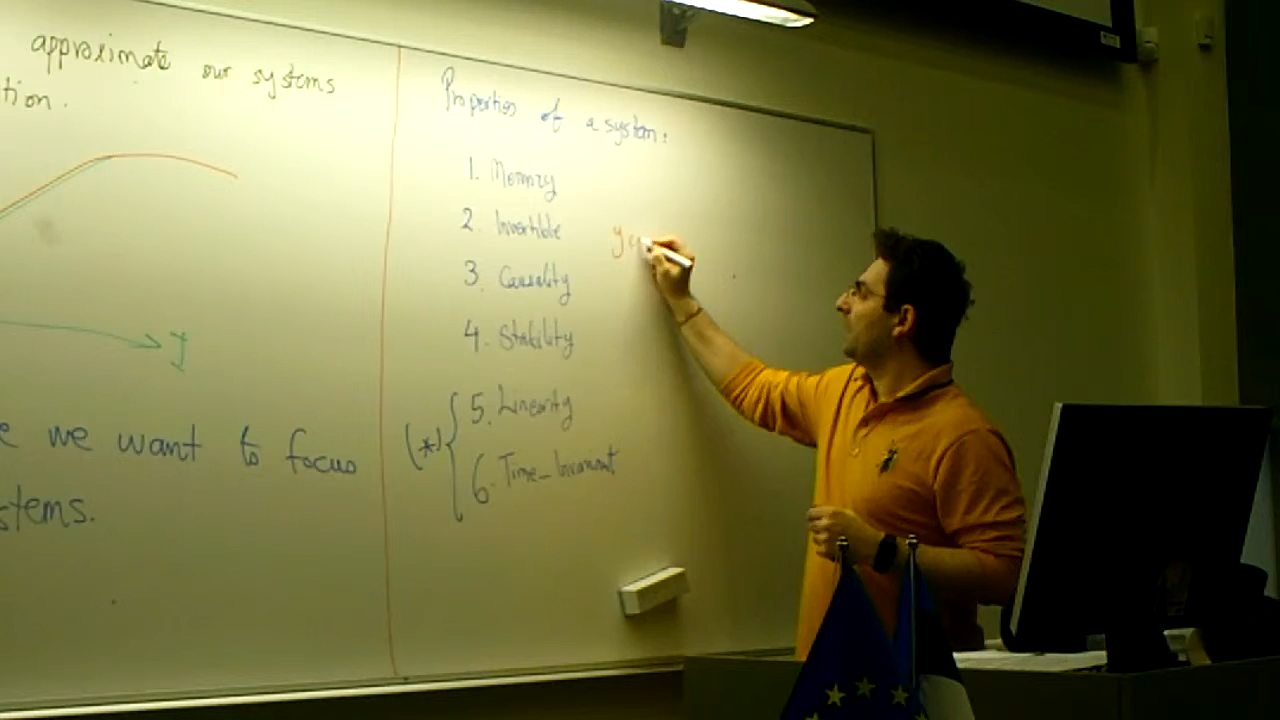 approximate our systems
tion.
y
e we want to focus
stems.
Properties of a system:
1. Memory
2. Invertible
3. Causality
4. Stability
(*) { 5. Linearity
6. Time-Invariant
y